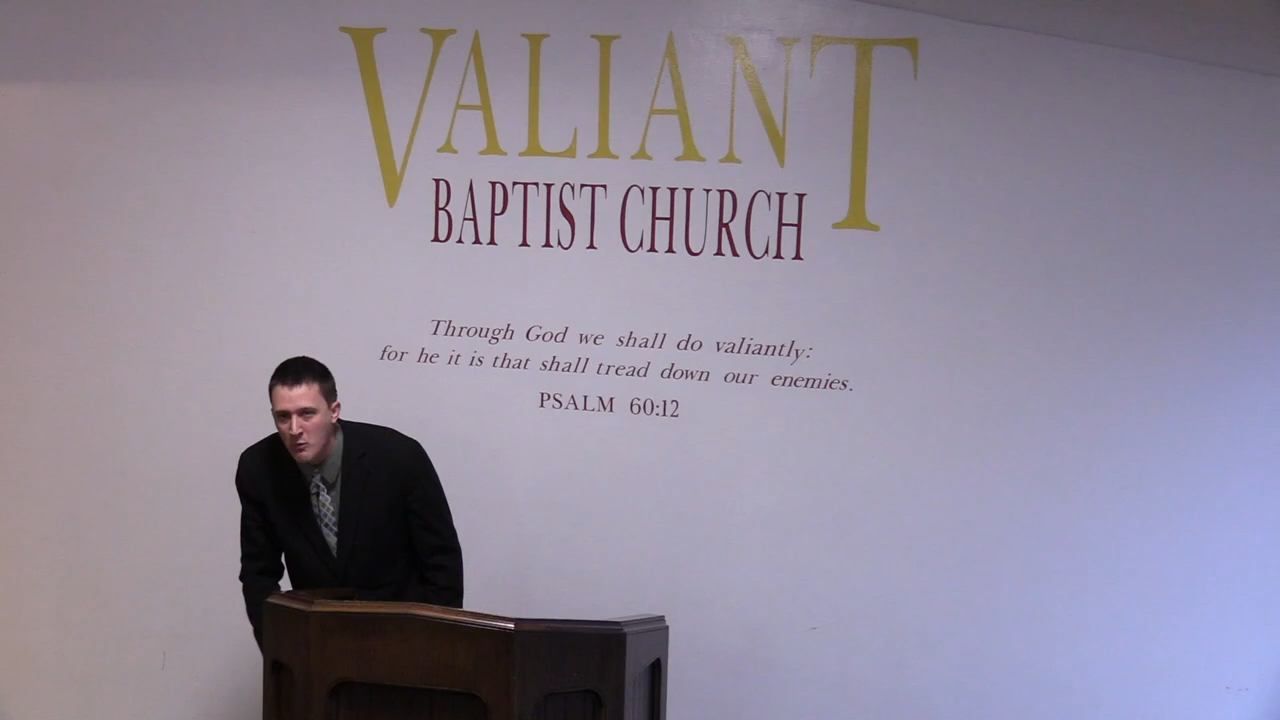 VALIANT
BAPTIST CHURCH
Through God we shall do valiantly:
for he it is that shall tread down our enemies.
PSALM 60:12